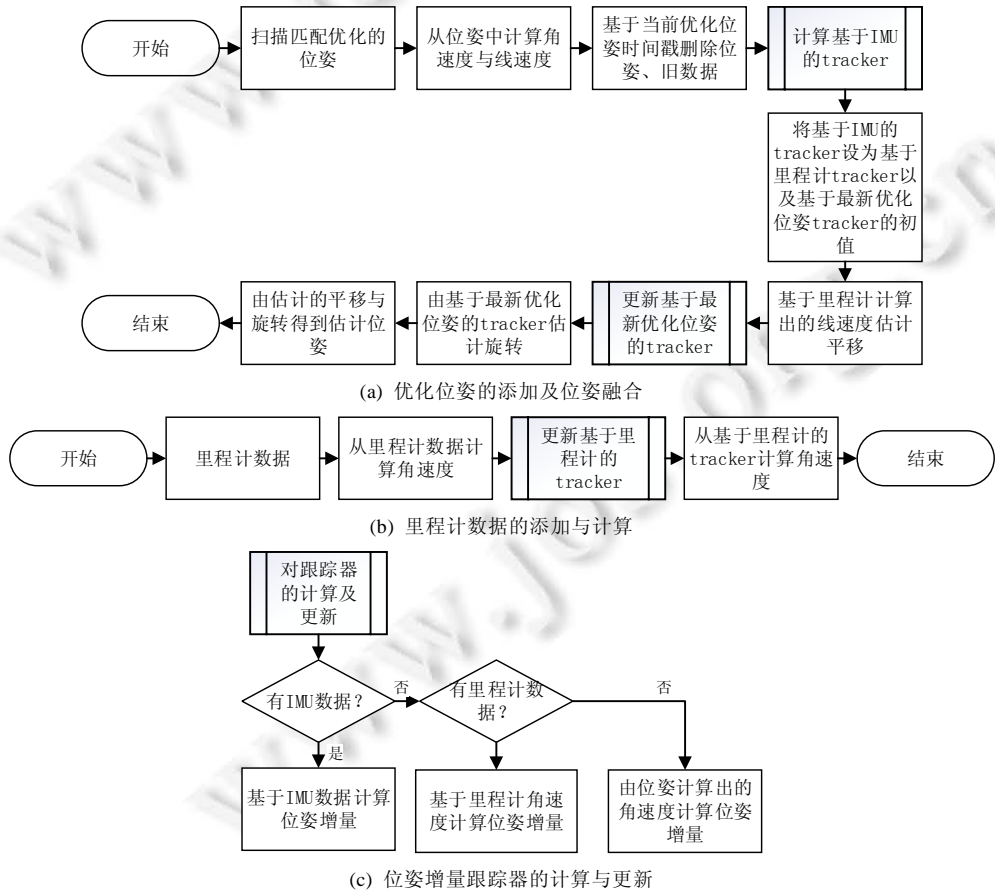 开始
扫描匹配优化的
位姿
从位姿中计算角
速度与线速度
基于当前优化位
姿时间戳删除位
姿、旧数据
计算基于IMU
的tracker
将基于IMU的
tracker设为基于
里程计tracker以
及基于最新优化
位姿tracker的初
值
基于里程计计算
出的线速度估计
平移
更新基于最
新优化位姿
的tracker
由基于最新优化
位姿的tracker估
计旋转
由估计的平移与
旋转得到估计位
姿
结束
(a) 优化位姿的添加及位姿融合
开始
里程计数据
从里程计数据计
算角速度
更新基于里
程计的
tracker
从基于里程计的
tracker计算角速
度
结束
(b) 里程计数据的添加与计算
对跟踪器
的计算及
更新
有IMU数据？
否
有里程计数
据？
否
是
基于IMU数据计算
位姿增量
基于里程计角速
度计算位姿增量
由位姿计算出的
角速度计算位姿
增量
(c) 位姿增量跟踪器的计算与更新